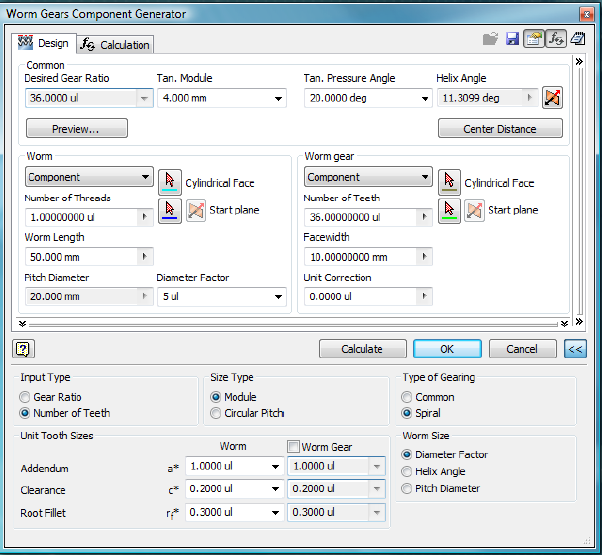 Worm Gears Component Generator
Design
Calculation
Common
Desired Gear Ratio Tan. Module Tan. Pressure Angle Helix Angle
36.0000 ul 4.000 mm 20.0000 deg 11.3099 deg
Preview... Center Distance
Worm Worm gear
Component Cylindrical Face Component Cylindrical Face
Number of Threads Start plane Number of Teeth Start plane
1.00000000 ul 36.00000000 ul
Worm Length Facewidth
50.000 mm 10.00000000 mm
Pitch Diameter Diameter Factor Unit Correction
20.000 mm 5 ul 0.0000 ul
Calculate OK Cancel <<
Input Type Size Type Type of Gearing
Gear Ratio Module Common
Number of Teeth Circular Pitch Spiral
Unit Tooth Sizes Worm Size
Worm Worm Gear Diameter Factor
Addendum a* 1.0000 ul 1.0000 ul Helix Angle
Clearance c* 0.2000 ul 0.2000 ul Pitch Diameter
Root Fillet rf* 0.3000 ul 0.3000 ul